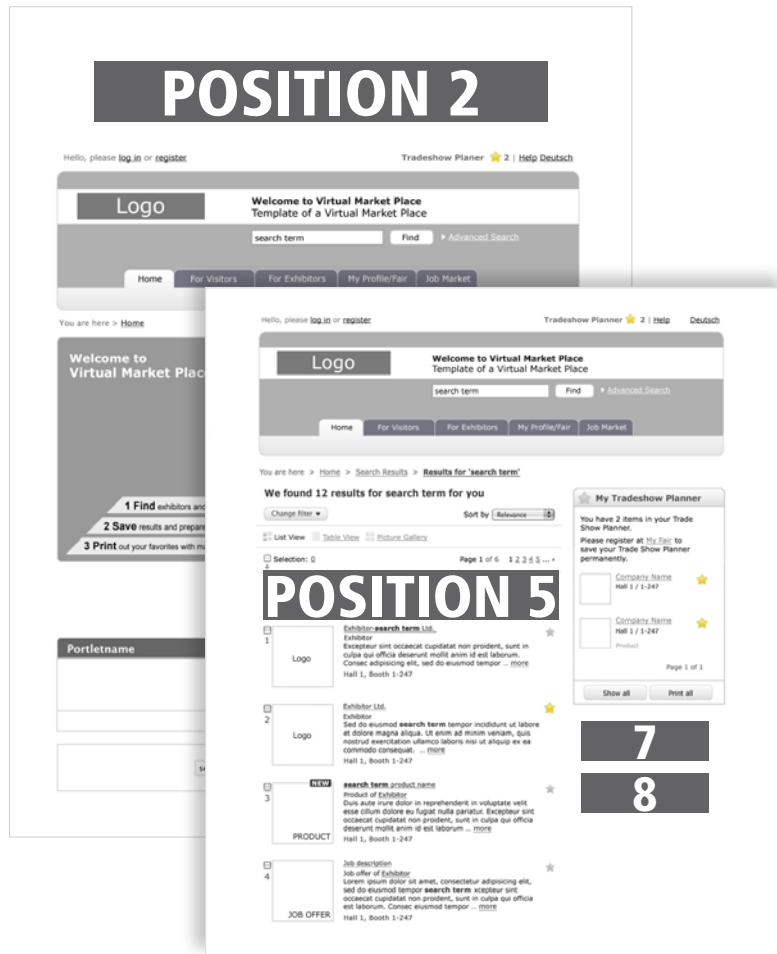 POSITION 2
Hello, please log in or register
Tradeshow Planer 2 | Help Deutsch
Logo
Welcome to Virtual Market Place
Template of a Virtual Market Place
search term
Find
Advanced Search
Home
For Visitors
For Exhibitors
My Profile/Fair
Job Market
You are here > Home
Welcome to
Virtual Market Plac
1 Find exhibitors and
2 Save results and prepare
3 Print out your favorites with ma
Portletname
Hello, please log in or register
Tradeshow Planner 2 | Help Deutsch
Logo
Welcome to Virtual Market Place
Template of a Virtual Market Place
search term
Find
Advanced Search
Home
For Visitors
For Exhibitors
My Profile/Fair
Job Market
You are here > Home > Search Results > Results for 'search term'
We found 12 results for search term for you
Change filter
Sort by Relevance
List View Table View Picture Gallery
Selection: 0
Page 1 of 6 1 2 3 4 5 ...
POSITION 5
1
Logo
Exhibitor-search term Ltd.
Exhibitor
Excepteur sint occaecat cupidatat non proident, sunt in
culpa qui officia deserunt mollit anim id est laborum.
Consec adipisicing elit, sed do eiusmod tempor ... more
Hall 1, Booth 1-247
2
Logo
Exhibitor Ltd.
Exhibitor
Sed do eiusmod search term tempor incididunt ut labore
et dolore magna aliqua. Ut enim ad minim veniam, quis
nostrud exercitation ullamco laboris nisi ut aliquip ex ea
commodo consequat. ... more
Hall 1, Booth 1-247
3
NEW
PRODUCT
search term product name
Product of Exhibitor
Duis aute irure dolor in reprehenderit in voluptate velit
esse cillum dolore eu fugiat nulla pariatur. Excepteur sint
occaecat cupidatat non proident, sunt in culpa qui officia
deserunt mollit anim id est laborum ... more
Hall 1, Booth 1-247
4
JOB OFFER
Job description
Job offer of Exhibitor
Lorem ipsum dolor sit amet, consectetur adipisicing elit,
sed do eiusmod tempor search term xcepteur sint
occaecat cupidatat non proident, sunt in culpa qui officia
est laborum. Consec eiusmod tempor ... more
Hall 1, Booth 1-247
My Tradeshow Planner
You have 2 items in your Trade
Show Planner.
Please register at My Fair to
save your Trade Show Planner
permanently.
Company Name
Hall 1 / 1-247
Company Name
Hall 1 / 1-247
Product
Page 1 of 1
Show all
Print all
7
8